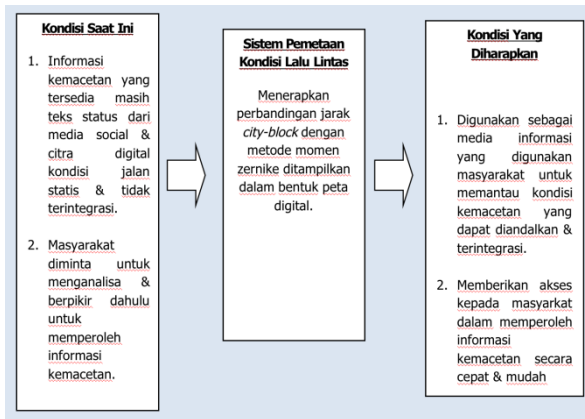 Kondisi Saat Ini
1. Informasi
kemacetan yang
tersedia masih
teks status dari
media social &
citra digital
kondisi jalan
statis & tidak
terintegrasi.
2. Masyarakat
diminta untuk
menganalisa &
berpikir dahulu
untuk
memperoleh
informasi
kemacetan.
Sistem Pemetaan
Kondisi Lalu Lintas
Menerapkan
perbandingan jarak
city-block dengan
metode momen
zernike ditampilkan
dalam bentuk peta
digital.
Kondisi Yang
Diharapkan
1. Digunakan sebagai
media informasi
yang digunakan
masyarakat untuk
memantau kondisi
kemacetan yang
dapat diandalkan &
terintegrasi.
2. Memberikan akses
kepada masyarkat
dalam memperoleh
informasi
kemacetan secara
cepat & mudah